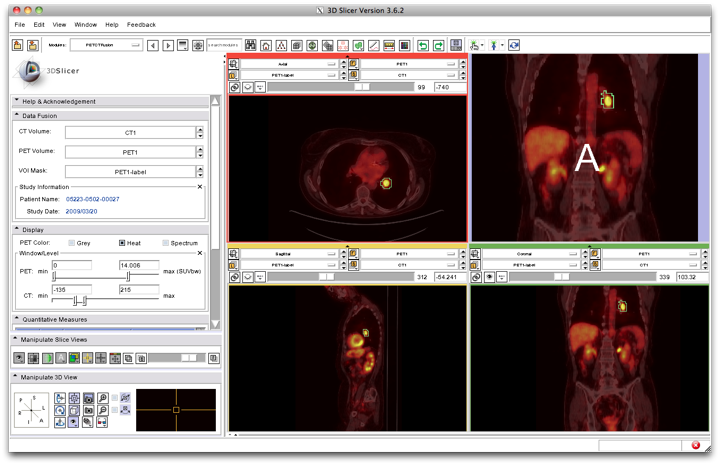 3D Slicer Version 3.6.2
File Edit View Window Help Feedback
Modules: PETCTFusion
3DSlicer
Help & Acknowledgement
Data Fusion
CT Volume: CT1
PET Volume: PET1
VOI Mask: PET1-label
Study Information
Patient Name: 05223-0502-00027
Study Date: 2009/03/20
Display
PET Color: Grey Heat Spectrum
Window/Level
0 14.006
PET: min max (SUVbw)
-135 215
CT: min max
Quantitative Measures
Manipulate Slice Views
Manipulate 3D View
P S L R I A
Axial PET1
PET1-label CT1
99 -740
A
Sagittal PET1
PET1-label CT1
312 -54.241
Coronal PET1
PET1-label CT1
339 103.32